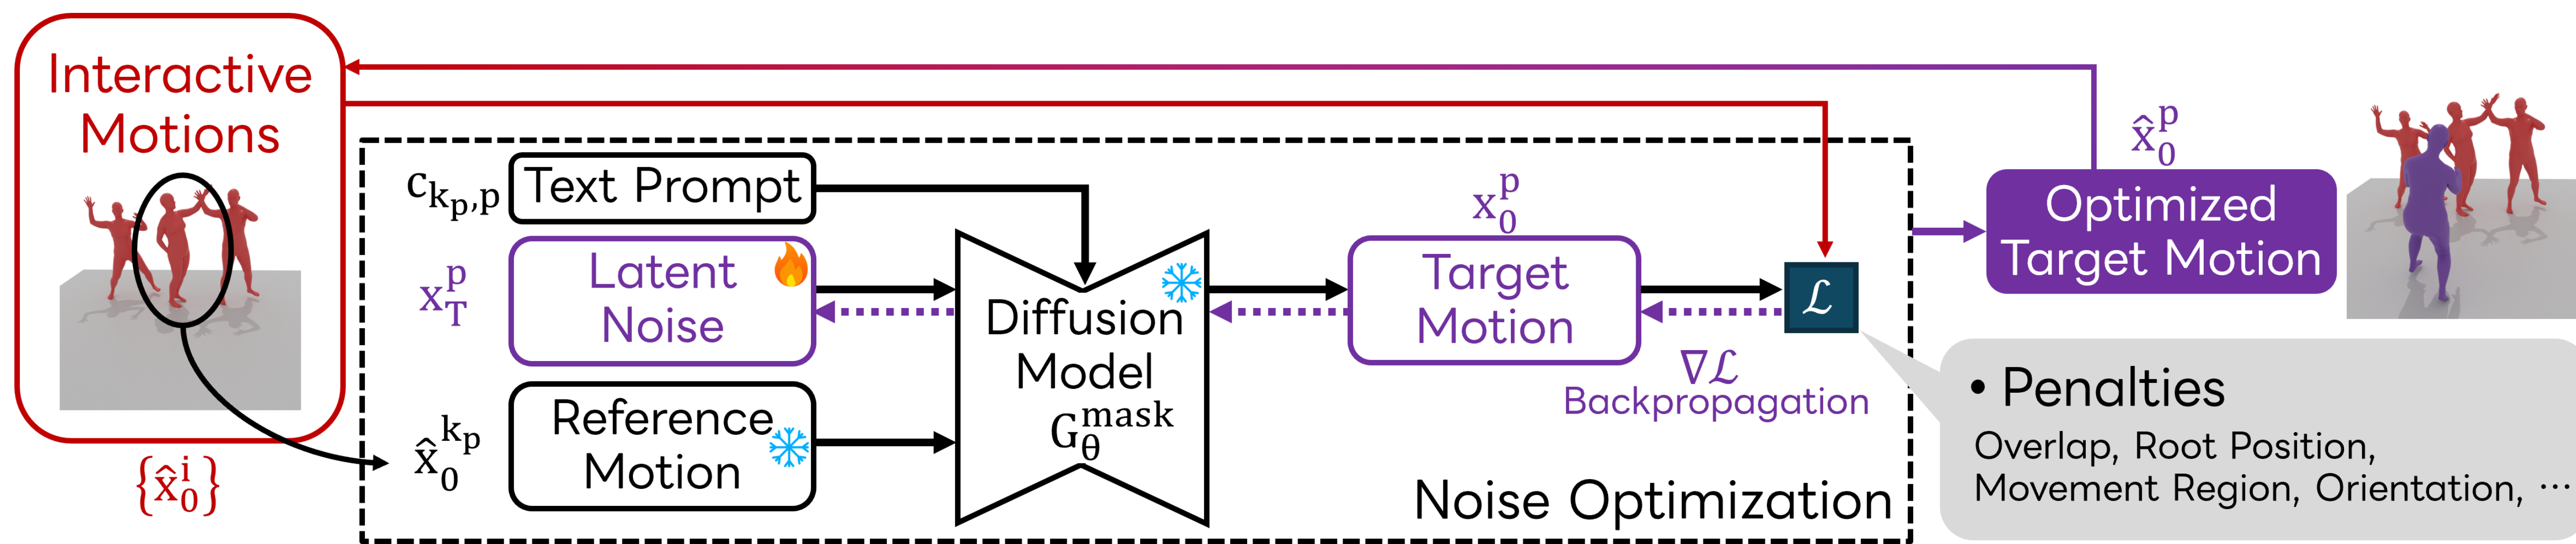 Interactive
Motions
{x̂₀ⁱ}
c_{k_p,p}
Text Prompt
x_T^p
Latent
Noise
x̂₀^{k_p}
Reference
Motion
Diffusion
Model
G_θ^{mask}
x₀^p
Target
Motion
ℒ
∇ℒ
Backpropagation
Noise Optimization
x̂₀^p
Optimized
Target Motion
• Penalties
Overlap, Root Position,
Movement Region, Orientation, ⋯